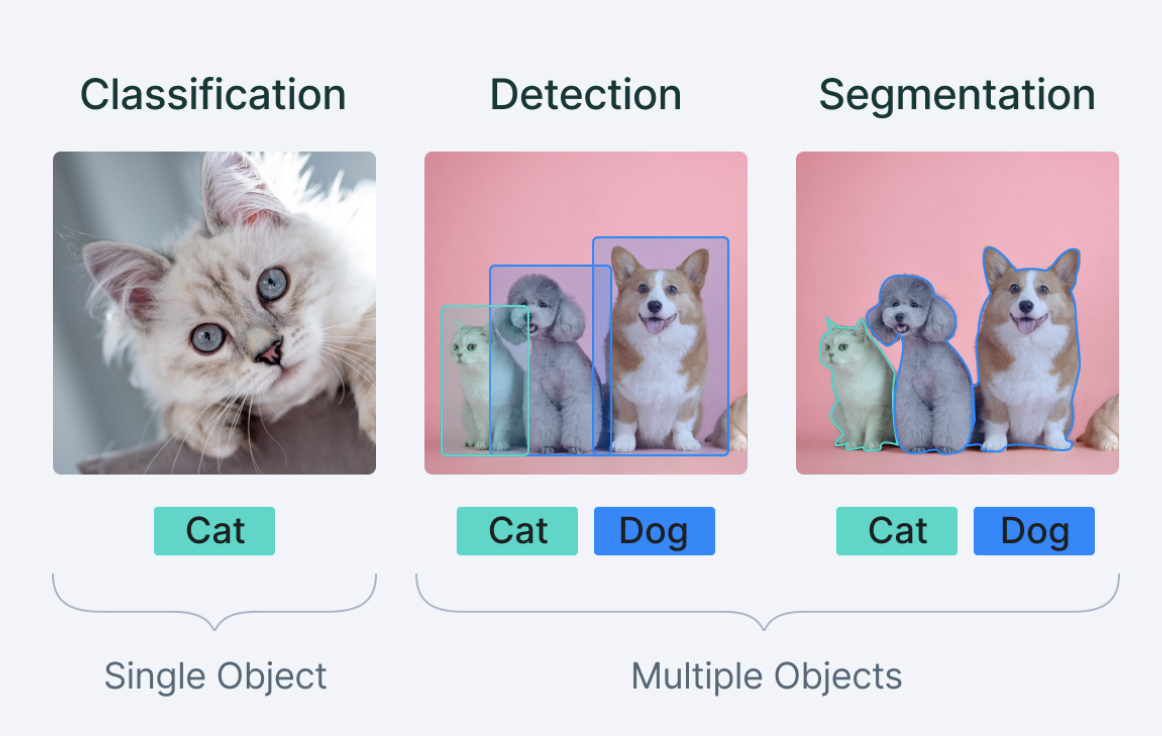 Classification
Detection
Segmentation
Cat
Cat
Dog
Cat
Dog
Single Object
Multiple Objects